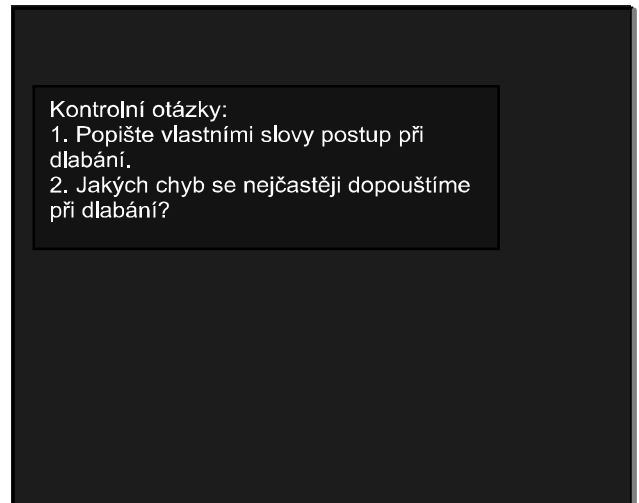 Kontrolní otázky:
1. Popište vlastními slovy postup při
dlabání.
2. Jakých chyb se nejčastěji dopouštíme
při dlabání?